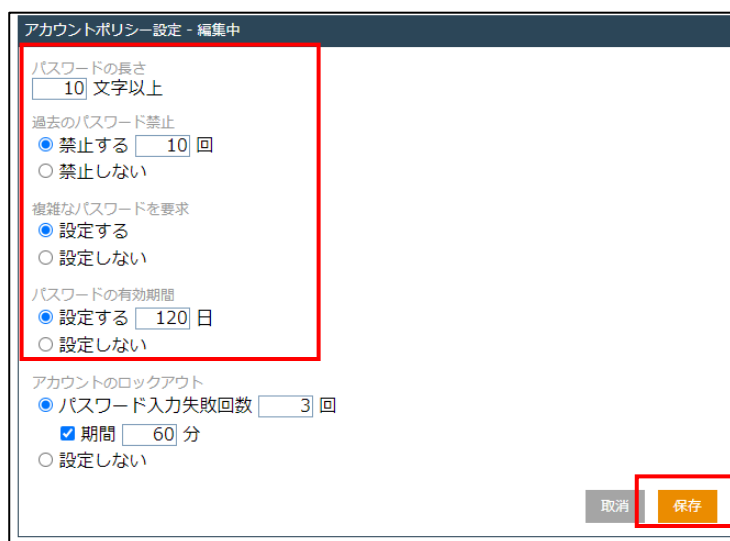 アカウントポリシー設定 - 編集中
パスワードの長さ
10 文字以上
過去のパスワード禁止
禁止する 10 回
禁止しない
複雑なパスワードを要求
設定する
設定しない
パスワードの有効期間
設定する 120 日
設定しない
アカウントのロックアウト
パスワード入力失敗回数 3 回
期間 60 分
設定しない
取消 保存